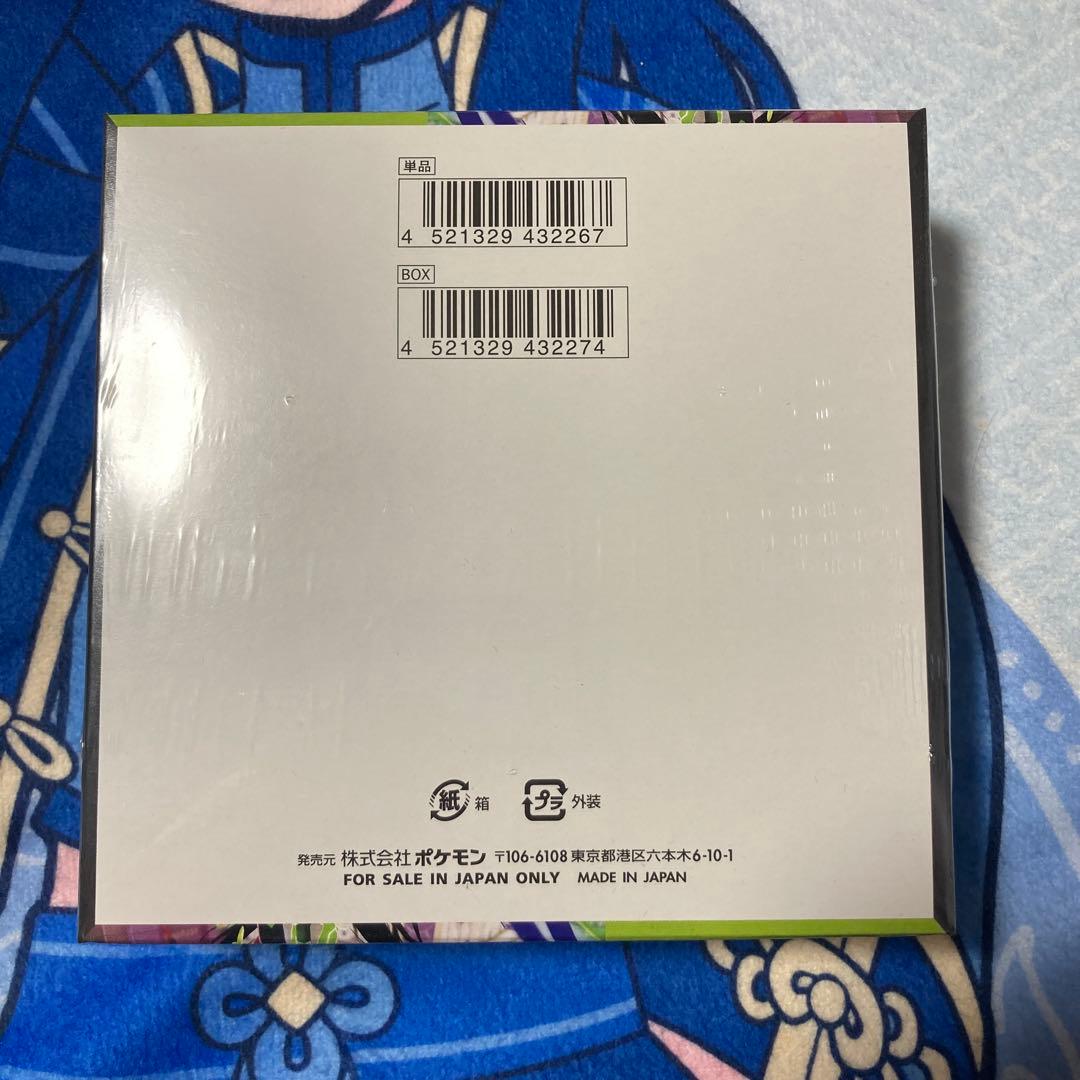 単品
4 521329 432267
BOX
4 521329 432274
紙 箱 プラ 外装
発売元 株式会社 ポケモン 〒106-6108 東京都港区六本木6-10-1
FOR SALE IN JAPAN ONLY MADE IN JAPAN